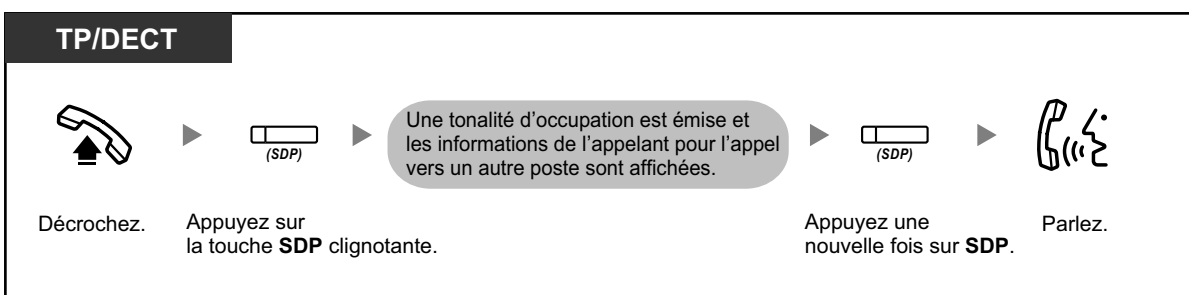 TP/DECT
(SDP)
Une tonalité d'occupation est émise et
les informations de l'appelant pour l'appel
vers un autre poste sont affichées.
(SDP)
Décrochez.
Appuyez sur
la touche SDP clignotante.
Appuyez une
nouvelle fois sur SDP.
Parlez.